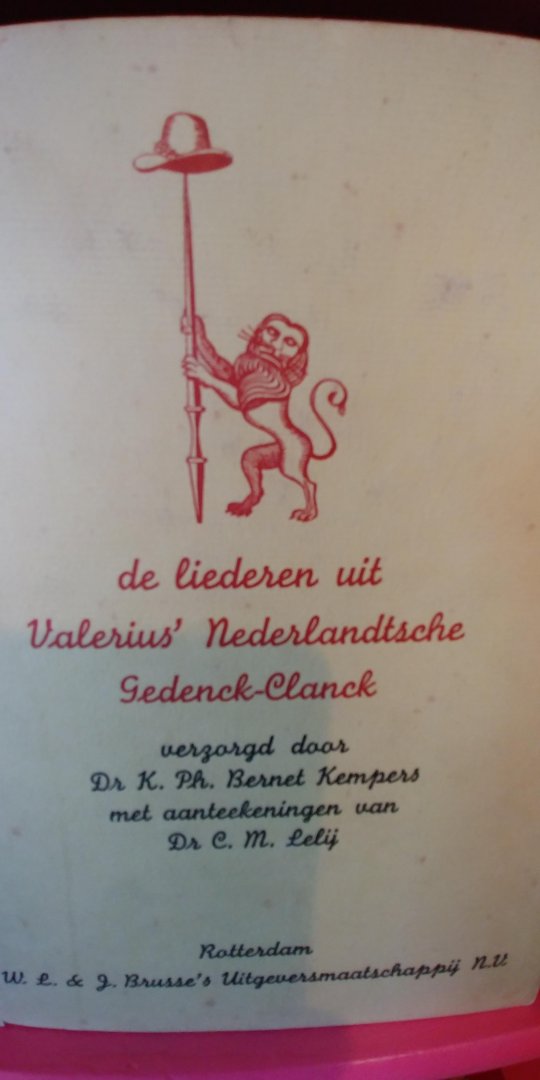 de liederen uit
Valerius' Nederlandtsche
Gedenck-Clanck
verzorgd door
Dr K. Ph. Bernet Kempers
met aanteekeningen van
Dr C. M. Lelij
Rotterdam
W. L. & J. Brusse's Uitgeversmaatschappij N.V.